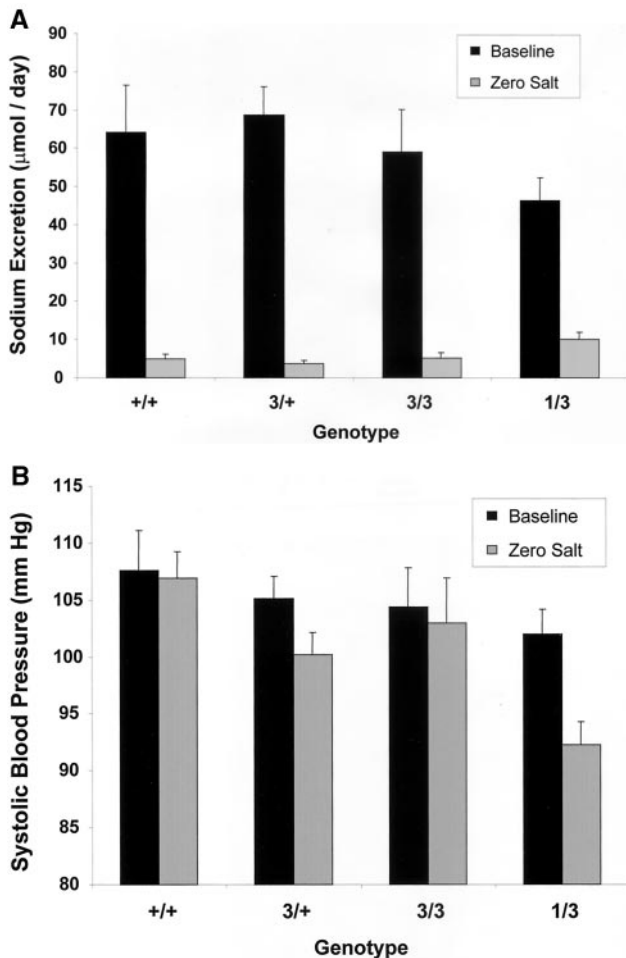 A
Sodium Excretion (µmol / day)
90
80
70
60
50
40
30
20
10
0
Baseline
Zero Salt
+/+ 3/+ 3/3 1/3
Genotype
B
Systolic Blood Pressure (mm Hg)
115
110
105
100
95
90
85
80
Baseline
Zero Salt
+/+ 3/+ 3/3 1/3
Genotype